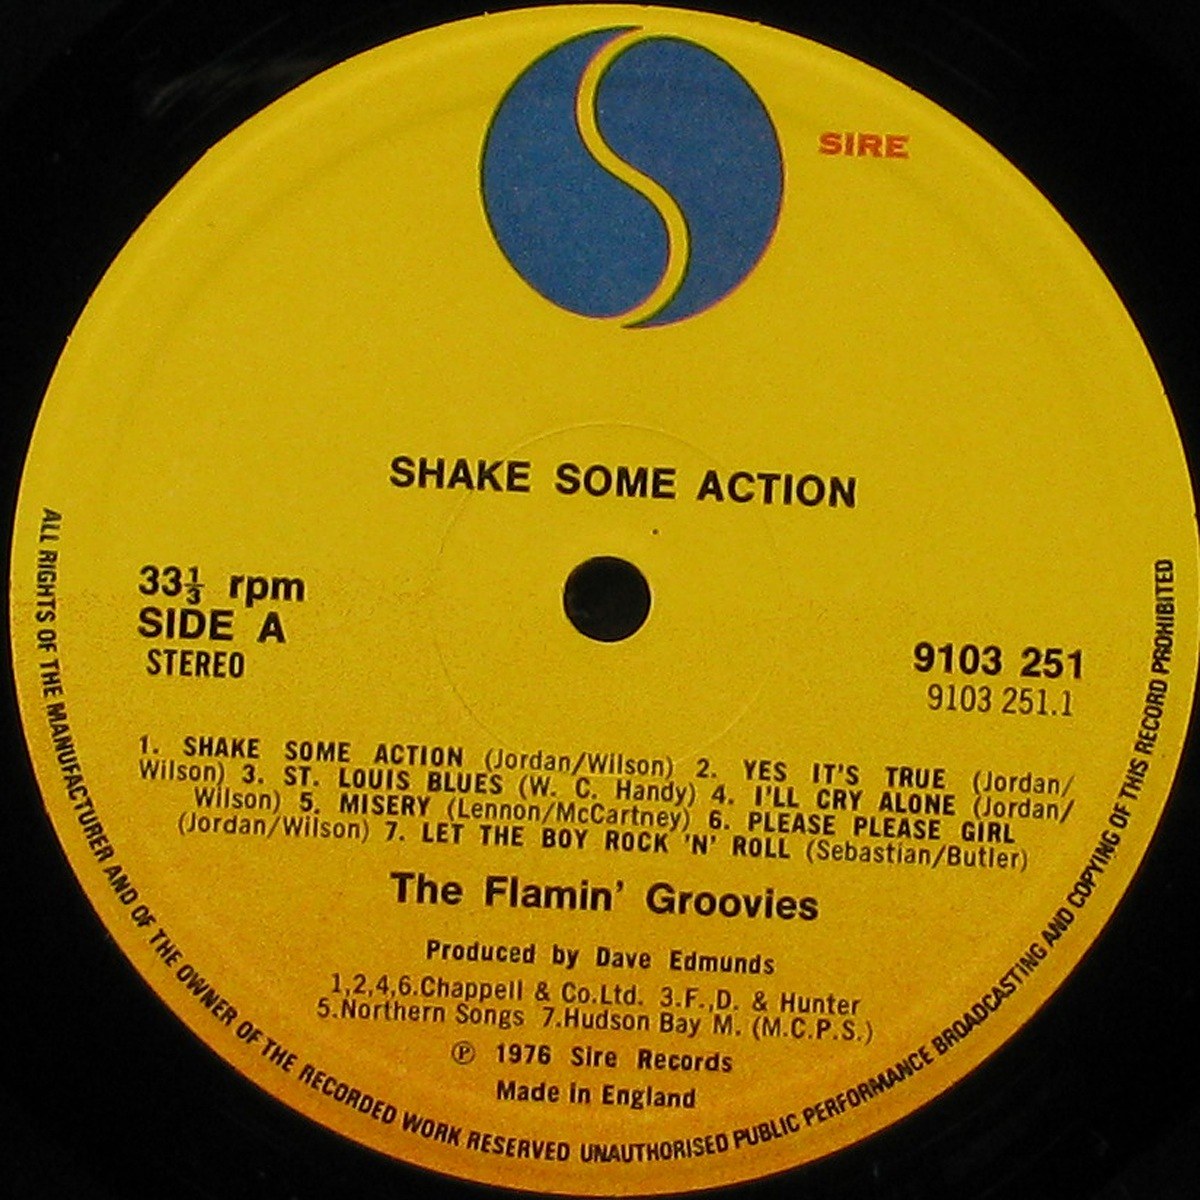 SIRE
SHAKE SOME ACTION
33⅓ rpm
SIDE A
STEREO
9103 251
9103 251.1
1. SHAKE SOME ACTION (Jordan/Wilson) 2. YES IT'S TRUE (Jordan/
Wilson) 3. ST. LOUIS BLUES (W. C. Handy) 4. I'LL CRY ALONE (Jordan/
Wilson) 5. MISERY (Lennon/McCartney) 6. PLEASE PLEASE GIRL
(Jordan/Wilson) 7. LET THE BOY ROCK 'N' ROLL (Sebastian/Butler)
The Flamin' Groovies
Produced by Dave Edmunds
1,2,4,6.Chappell & Co.Ltd. 3.F.,D. & Hunter
5.Northern Songs 7.Hudson Bay M. (M.C.P.S.)
℗ 1976 Sire Records
Made in England
ALL RIGHTS OF THE MANUFACTURER AND OF THE OWNER OF THE RECORDED WORK RESERVED UNAUTHORISED PUBLIC PERFORMANCE BROADCASTING AND COPYING OF THIS RECORD PROHIBITED